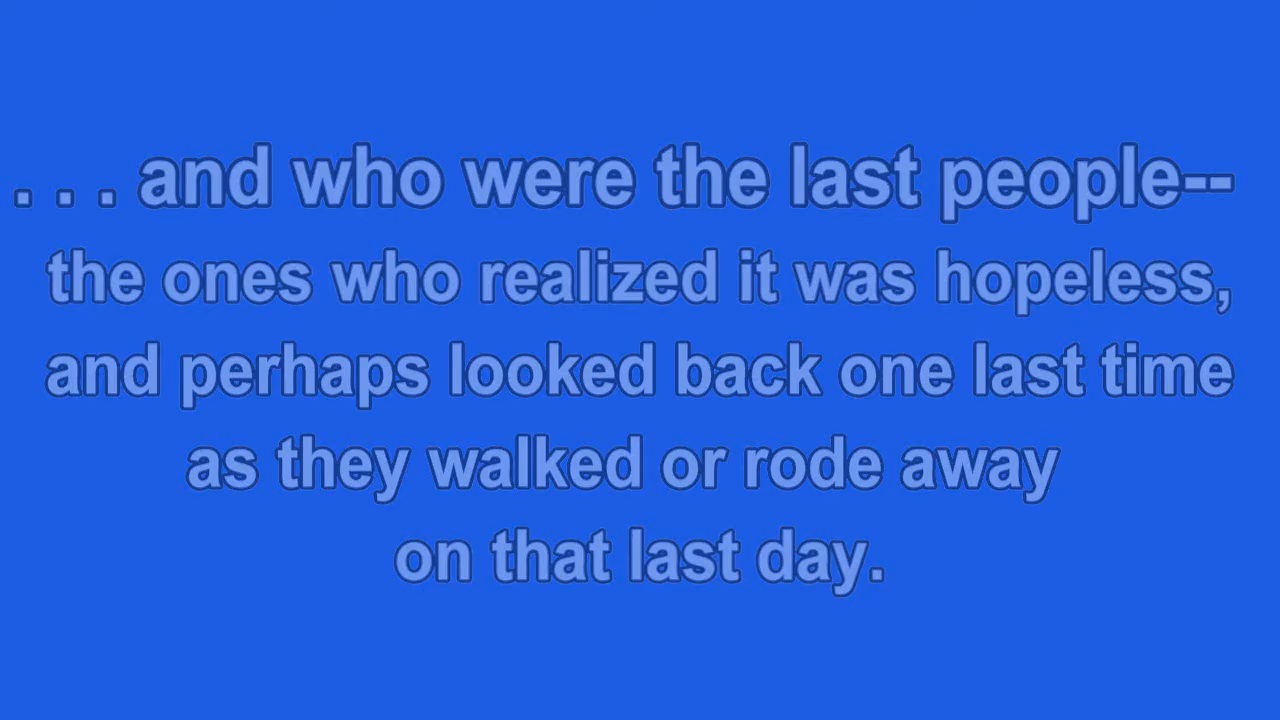 . . . and who were the last people--
the ones who realized it was hopeless,
and perhaps looked back one last time
as they walked or rode away
on that last day.